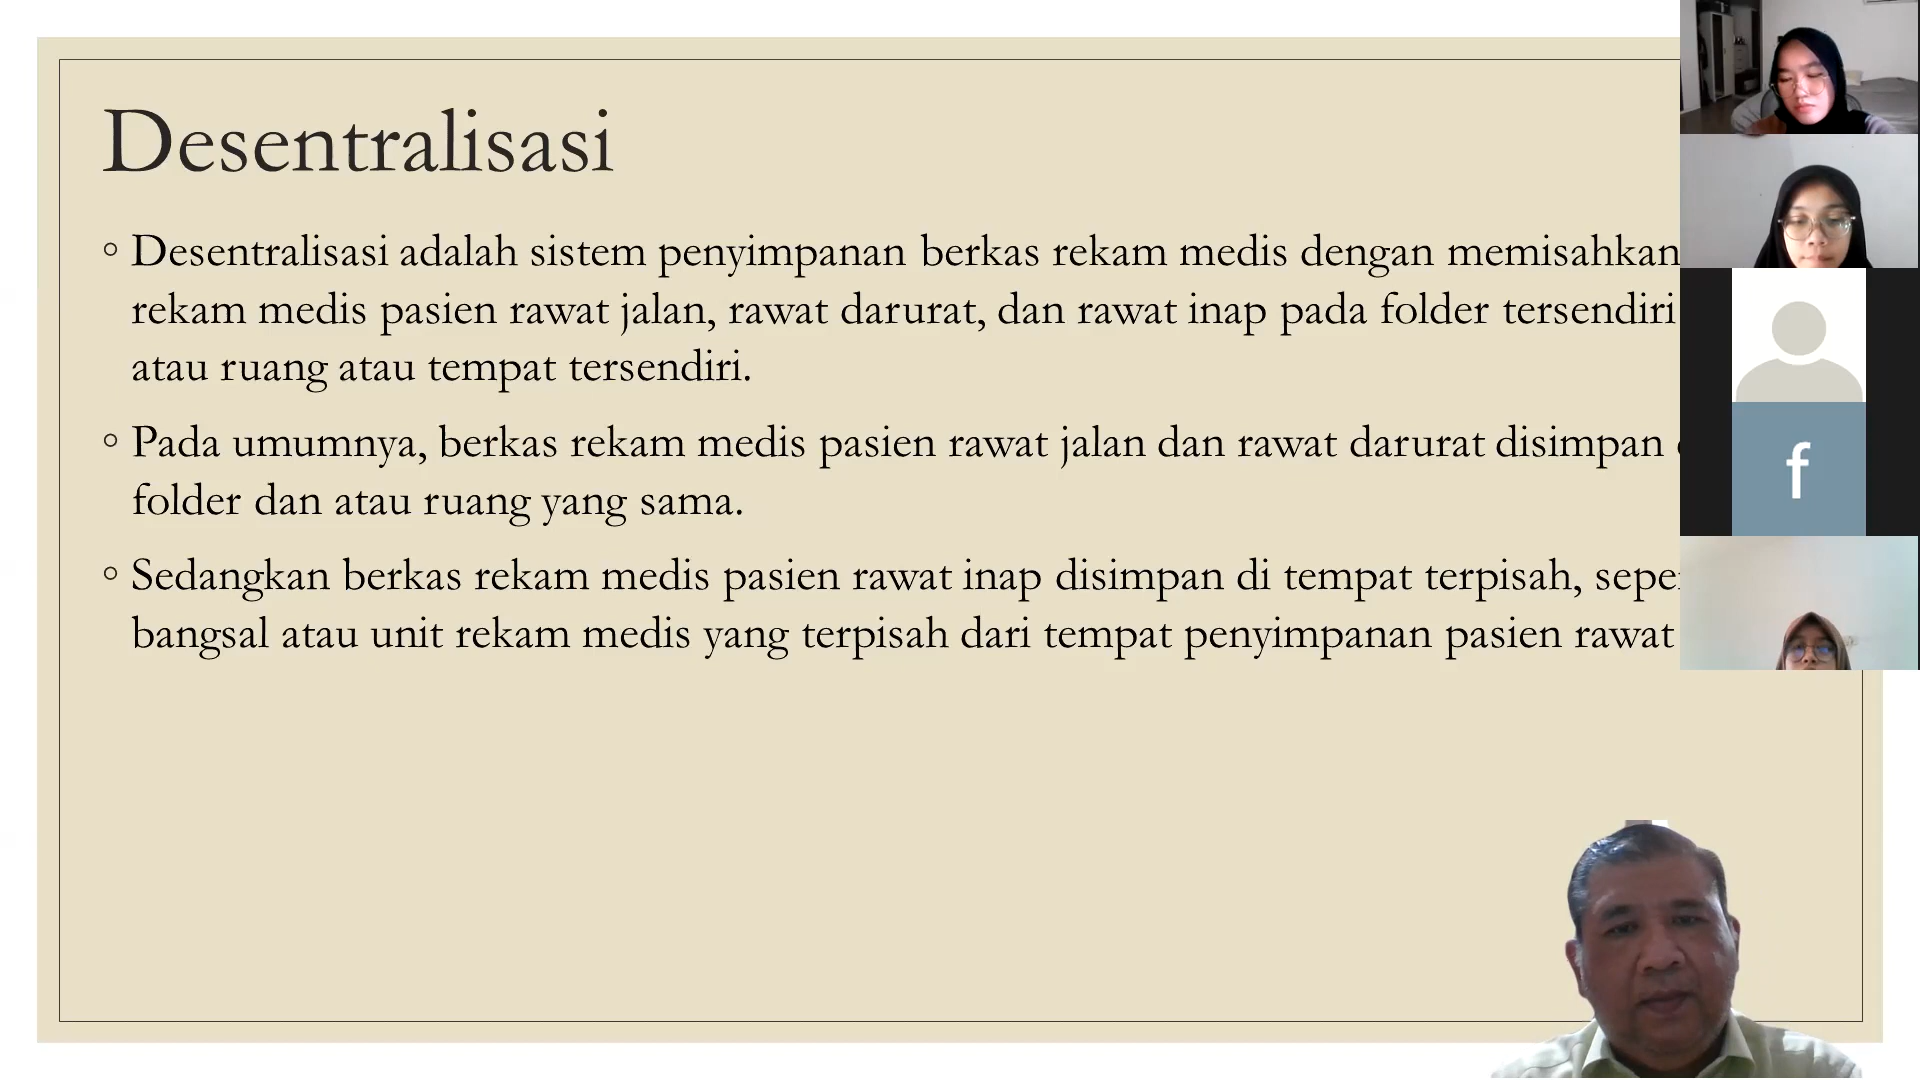 Desentralisasi
◦ Desentralisasi adalah sistem penyimpanan berkas rekam medis dengan memisahkan
rekam medis pasien rawat jalan, rawat darurat, dan rawat inap pada folder tersendiri
atau ruang atau tempat tersendiri.
◦ Pada umumnya, berkas rekam medis pasien rawat jalan dan rawat darurat disimpan
folder dan atau ruang yang sama.
◦ Sedangkan berkas rekam medis pasien rawat inap disimpan di tempat terpisah,
bangsal atau unit rekam medis yang terpisah dari tempat penyimpanan pasien rawat
f